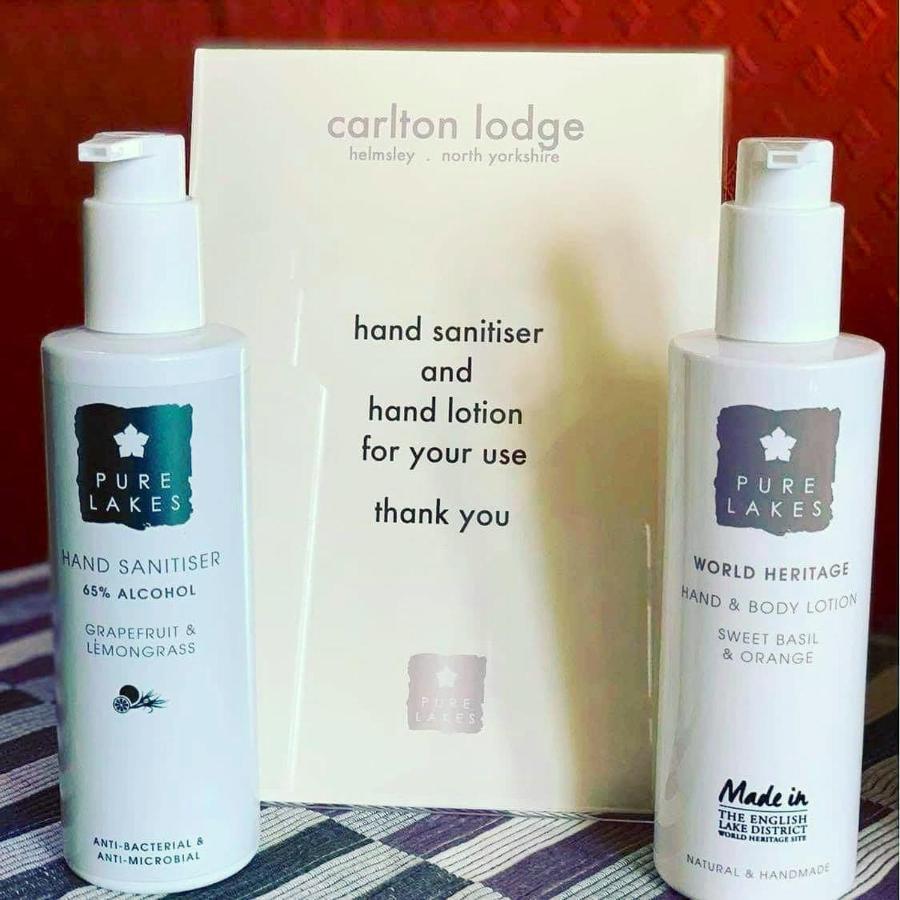 carlton lodge
helmsley . north yorkshire
hand sanitiser
and
hand lotion
for your use
thank you
PURE
LAKES
PURE
LAKES
HAND SANITISER
65% ALCOHOL
GRAPEFRUIT &
LEMONGRASS
ANTI-BACTERIAL &
ANTI-MICROBIAL
PURE
LAKES
WORLD HERITAGE
HAND & BODY LOTION
SWEET BASIL
& ORANGE
Made in
THE ENGLISH
LAKE DISTRICT
WORLD HERITAGE SITE
NATURAL & HANDMADE